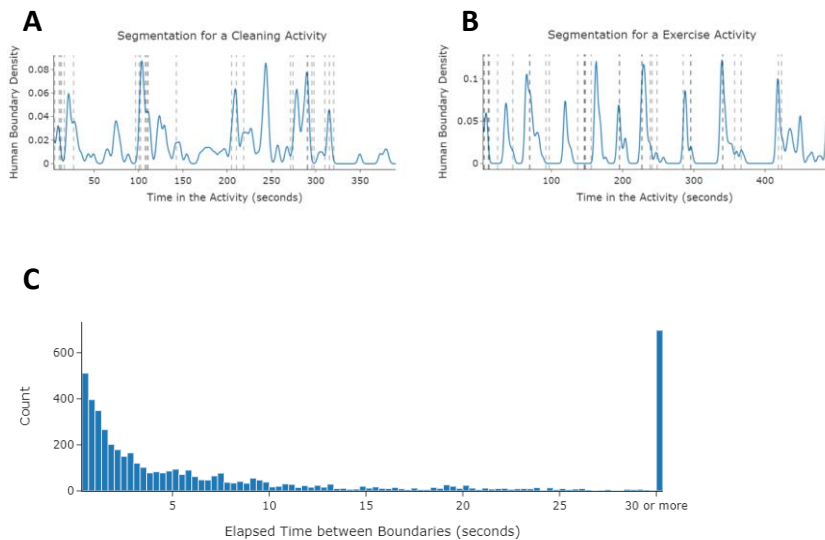 A
Segmentation for a Cleaning Activity
Human Boundary Density
0.08
0.06
0.04
0.02
0
50 100 150 200 250 300 350
Time in the Activity (seconds)
B
Segmentation for a Exercise Activity
Human Boundary Density
0.1
0.05
0
100 200 300 400
Time in the Activity (seconds)
C
Count
600
400
200
0
5 10 15 20 25 30 or more
Elapsed Time between Boundaries (seconds)